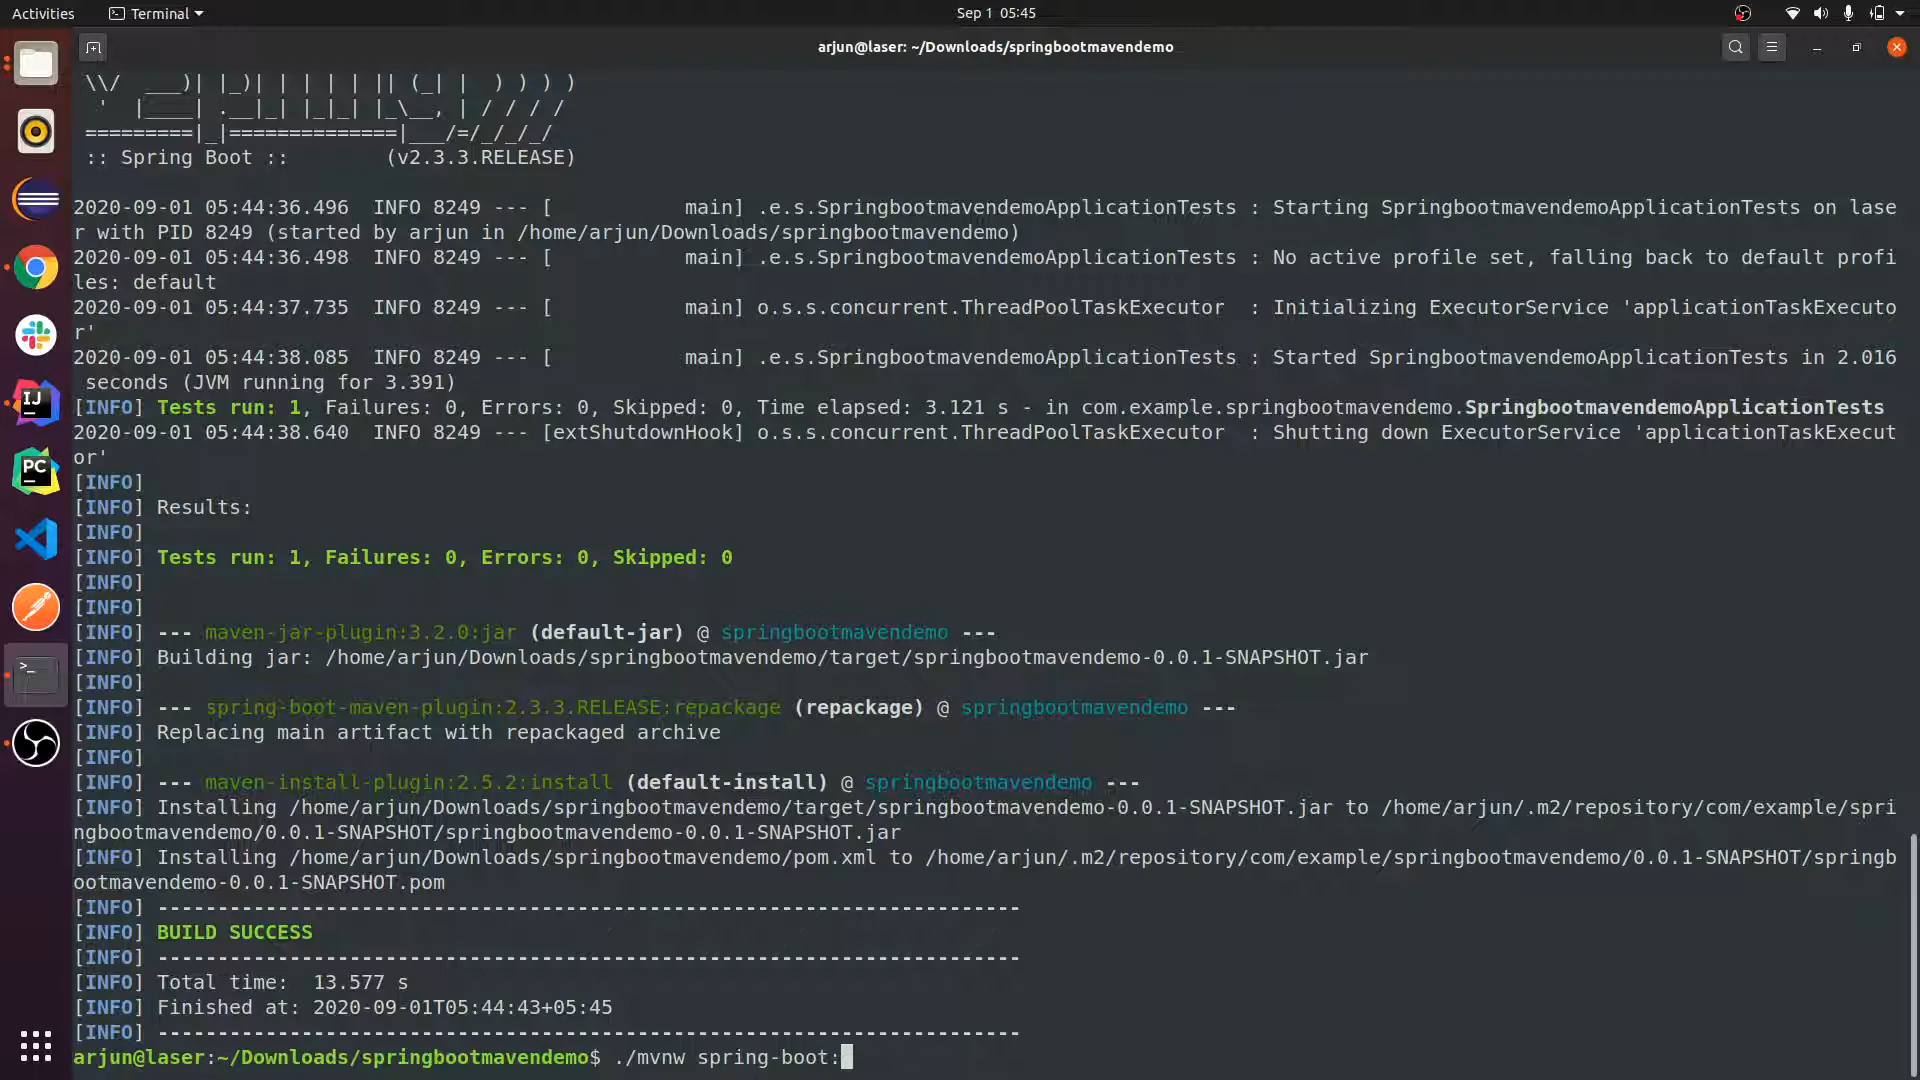 Activities
Terminal
Sep 1 05:45
arjun@laser: ~/Downloads/springbootmavendemo
 \\/  ___)| |_)| | | | | || (_| |  ) ) ) )
  '  |____| .__|_| |_|_| |_\__, | / / / /
 =========|_|==============|___/=/_/_/_/
 :: Spring Boot ::        (v2.3.3.RELEASE)
2020-09-01 05:44:36.496  INFO 8249 --- [           main] .e.s.SpringbootmavendemoApplicationTests : Starting SpringbootmavendemoApplicationTests on lase
r with PID 8249 (started by arjun in /home/arjun/Downloads/springbootmavendemo)
2020-09-01 05:44:36.498  INFO 8249 --- [           main] .e.s.SpringbootmavendemoApplicationTests : No active profile set, falling back to default profi
les: default
2020-09-01 05:44:37.735  INFO 8249 --- [           main] o.s.s.concurrent.ThreadPoolTaskExecutor  : Initializing ExecutorService 'applicationTaskExecuto
r'
2020-09-01 05:44:38.085  INFO 8249 --- [           main] .e.s.SpringbootmavendemoApplicationTests : Started SpringbootmavendemoApplicationTests in 2.016
 seconds (JVM running for 3.391)
[INFO] Tests run: 1, Failures: 0, Errors: 0, Skipped: 0, Time elapsed: 3.121 s - in com.example.springbootmavendemo.SpringbootmavendemoApplicationTests
2020-09-01 05:44:38.640  INFO 8249 --- [extShutdownHook] o.s.s.concurrent.ThreadPoolTaskExecutor  : Shutting down ExecutorService 'applicationTaskExecut
or'
[INFO]
[INFO] Results:
[INFO]
[INFO] Tests run: 1, Failures: 0, Errors: 0, Skipped: 0
[INFO]
[INFO]
[INFO] --- maven-jar-plugin:3.2.0:jar (default-jar) @ springbootmavendemo ---
[INFO] Building jar: /home/arjun/Downloads/springbootmavendemo/target/springbootmavendemo-0.0.1-SNAPSHOT.jar
[INFO]
[INFO] --- spring-boot-maven-plugin:2.3.3.RELEASE:repackage (repackage) @ springbootmavendemo ---
[INFO] Replacing main artifact with repackaged archive
[INFO]
[INFO] --- maven-install-plugin:2.5.2:install (default-install) @ springbootmavendemo ---
[INFO] Installing /home/arjun/Downloads/springbootmavendemo/target/springbootmavendemo-0.0.1-SNAPSHOT.jar to /home/arjun/.m2/repository/com/example/spri
ngbootmavendemo/0.0.1-SNAPSHOT/springbootmavendemo-0.0.1-SNAPSHOT.jar
[INFO] Installing /home/arjun/Downloads/springbootmavendemo/pom.xml to /home/arjun/.m2/repository/com/example/springbootmavendemo/0.0.1-SNAPSHOT/springb
ootmavendemo-0.0.1-SNAPSHOT.pom
[INFO] ------------------------------------------------------------------------
[INFO] BUILD SUCCESS
[INFO] ------------------------------------------------------------------------
[INFO] Total time:  13.577 s
[INFO] Finished at: 2020-09-01T05:44:43+05:45
[INFO] ------------------------------------------------------------------------
arjun@laser:~/Downloads/springbootmavendemo$ ./mvnw spring-boot:
IJ
PC